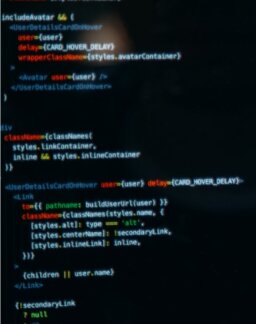 includeAvatar && (
<UserDetailsCardOnHover
user={user}
delay={CARD_HOVER_DELAY}
wrapperClassName={styles.avatarContainer}
>
<Avatar user={user} />
</UserDetailsCardOnHover>
)
div
className={classNames(
styles.linkContainer,
inline && styles.inlineContainer
)}
<UserDetailsCardOnHover user={user} delay={CARD_HOVER_DELAY}>
<Link
to={{ pathname: buildUserUrl(user) }}
className={classNames(styles.name, {
[styles.alt]: type === 'alt',
[styles.centerName]: !secondaryLink,
[styles.inlineLink]: inline,
})}
>
{children || user.name}
</Link>
{!secondaryLink
? null